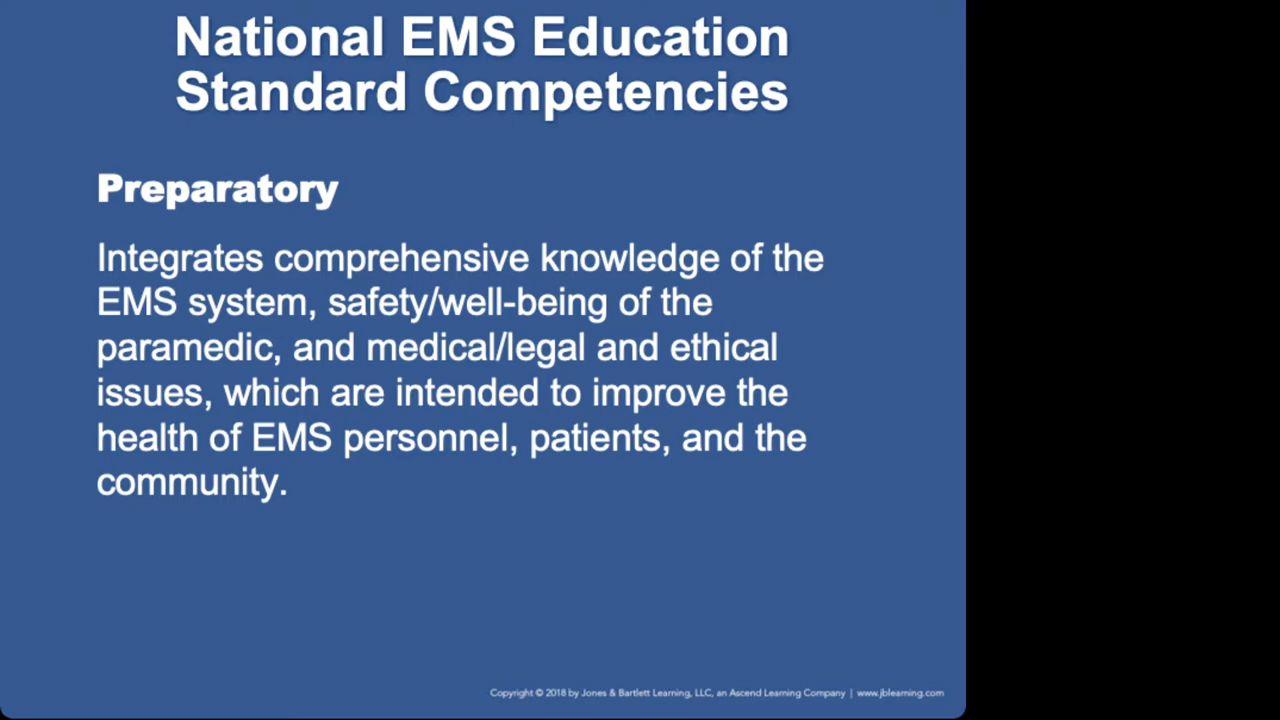 National EMS Education
Standard Competencies
Preparatory
Integrates comprehensive knowledge of the
EMS system, safety/well-being of the
paramedic, and medical/legal and ethical
issues, which are intended to improve the
health of EMS personnel, patients, and the
community.
Copyright © 2018 by Jones & Bartlett Learning, LLC, an Ascend Learning Company | www.jblearning.com